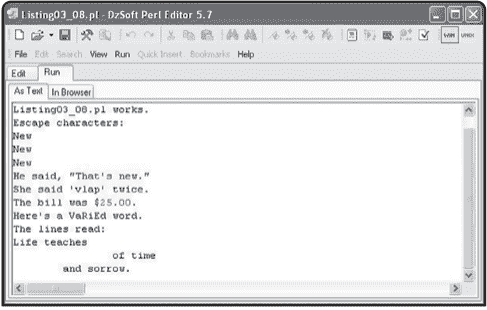 Listing03_08.pl - DzSoft Perl Editor 5.7
WIN UNIX
File Edit Search View Run Quick Insert Bookmarks Help
Edit Run
As Text In Browser
Listing03_08.pl works.
Escape characters:
New
New
New
He said, "That's new."
She said 'vlap' twice.
The bill was $25.00.
Here's a VaRiEd word.
The lines read:
Life teaches
of time
and sorrow.